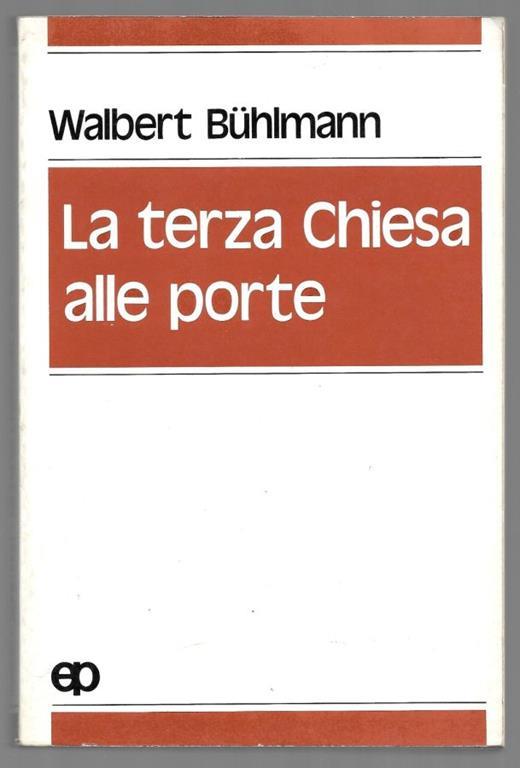 Walbert Bühlmann
La terza Chiesa
alle porte
ep